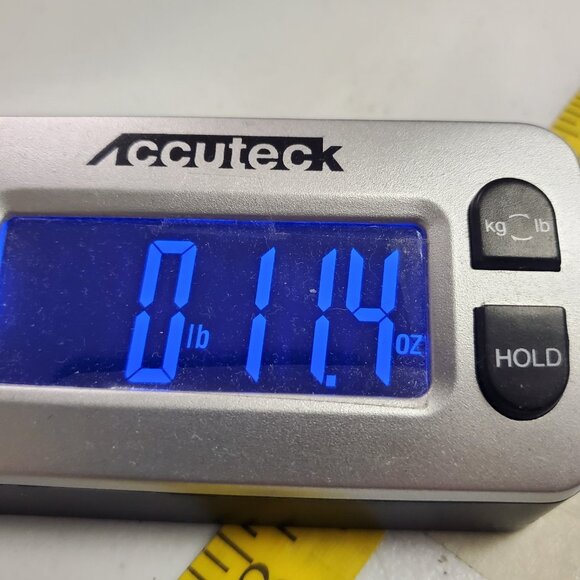 Accuteck
0 lb 11.4 oz
kg lb
HOLD